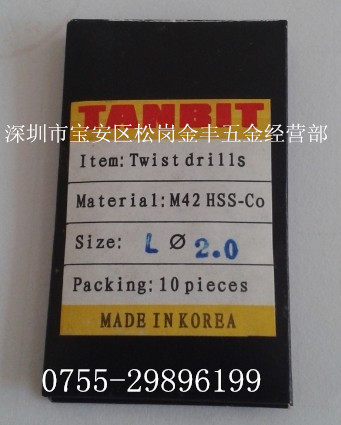 TANBIT
深圳市宝安区松岗金丰五金经营部
Item: Twist drills
Material: M42 HSS-Co
Size: L Ø 2.0
Packing: 10 pieces
MADE IN KOREA
0755-29896199